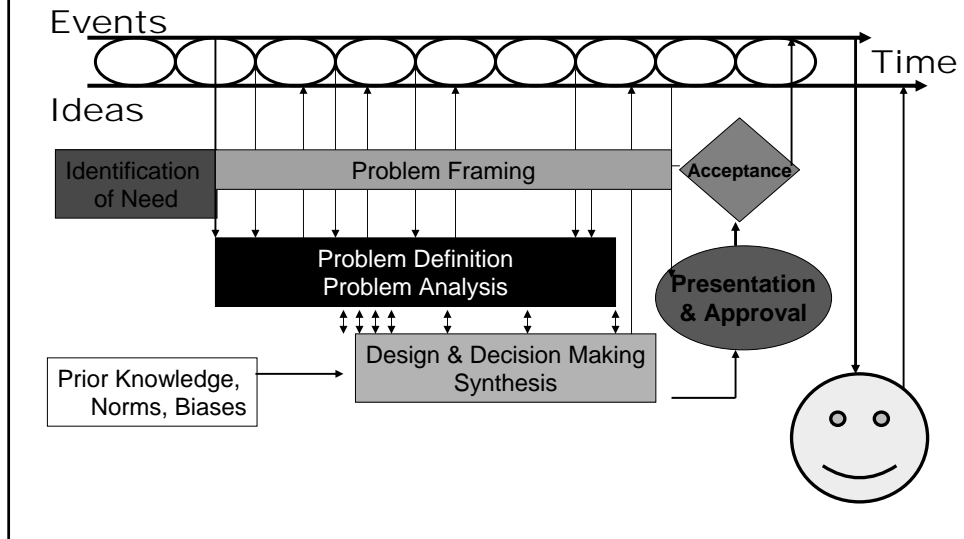 Events
Time
Ideas
Identification
of Need
Problem Framing
Acceptance
Problem Definition
Problem Analysis
Presentation
& Approval
Design & Decision Making
Synthesis
Prior Knowledge,
Norms, Biases